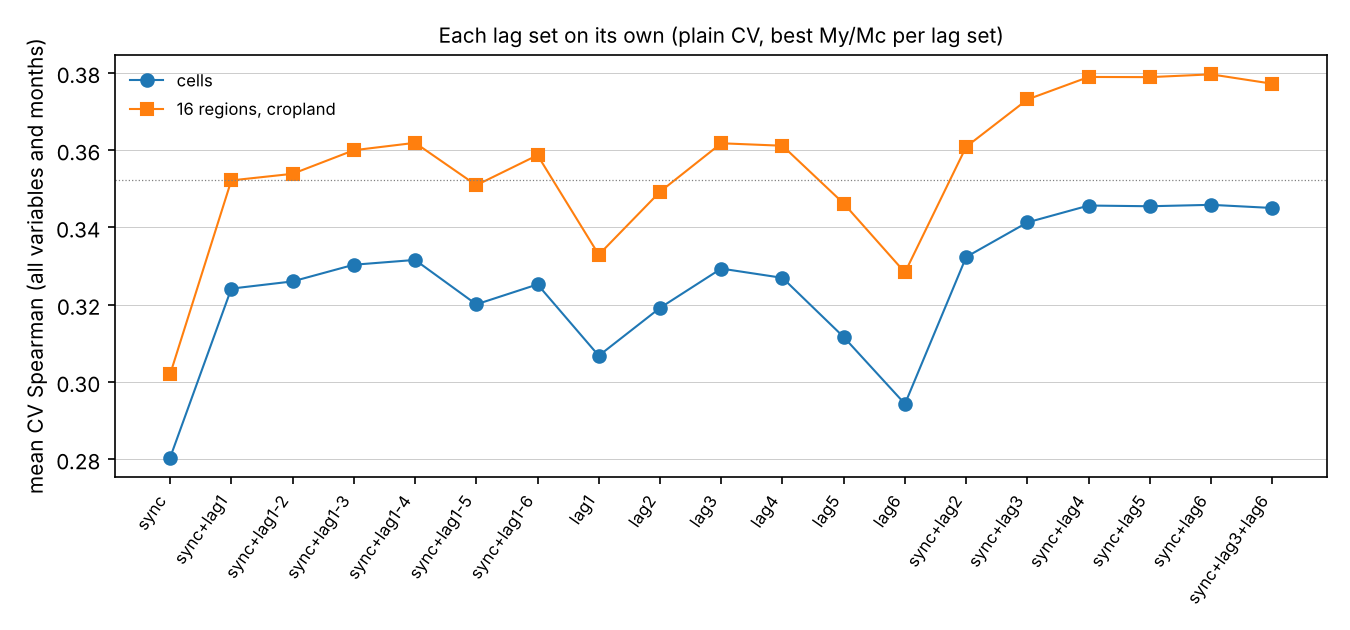 Each lag set on its own (plain CV, best My/Mc per lag set)
mean CV Spearman (all variables and months)
0.38
0.36
0.34
0.32
0.30
0.28
cells
16 regions, cropland
sync
sync+lag1
sync+lag1-2
sync+lag1-3
sync+lag1-4
sync+lag1-5
sync+lag1-6
lag1
lag2
lag3
lag4
lag5
lag6
sync+lag2
sync+lag3
sync+lag4
sync+lag5
sync+lag6
sync+lag3+lag6